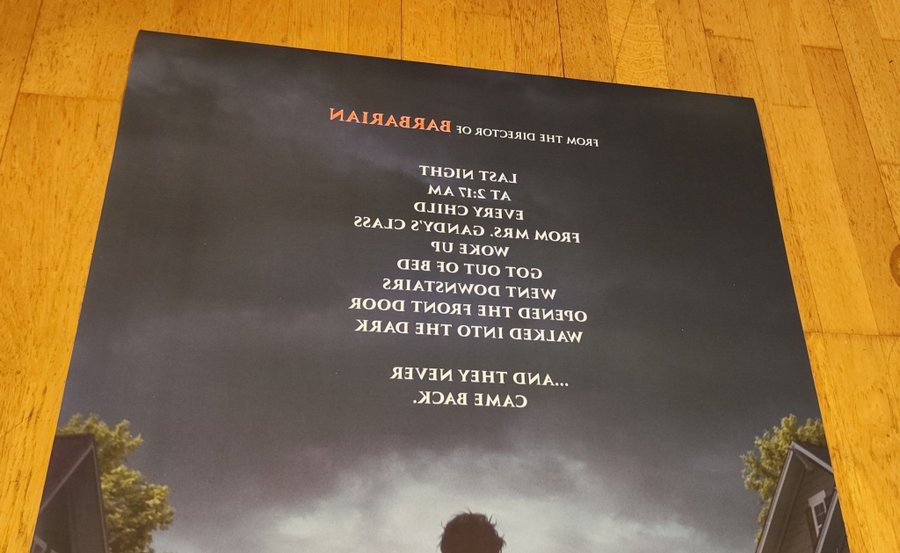 FROM THE DIRECTOR OF BARBARIAN
LAST NIGHT
AT 2:17 AM
EVERY CHILD
FROM MRS. GANDY'S CLASS
WOKE UP
GOT OUT OF BED
WENT DOWNSTAIRS
OPENED THE FRONT DOOR
WALKED INTO THE DARK
...AND THEY NEVER
CAME BACK.